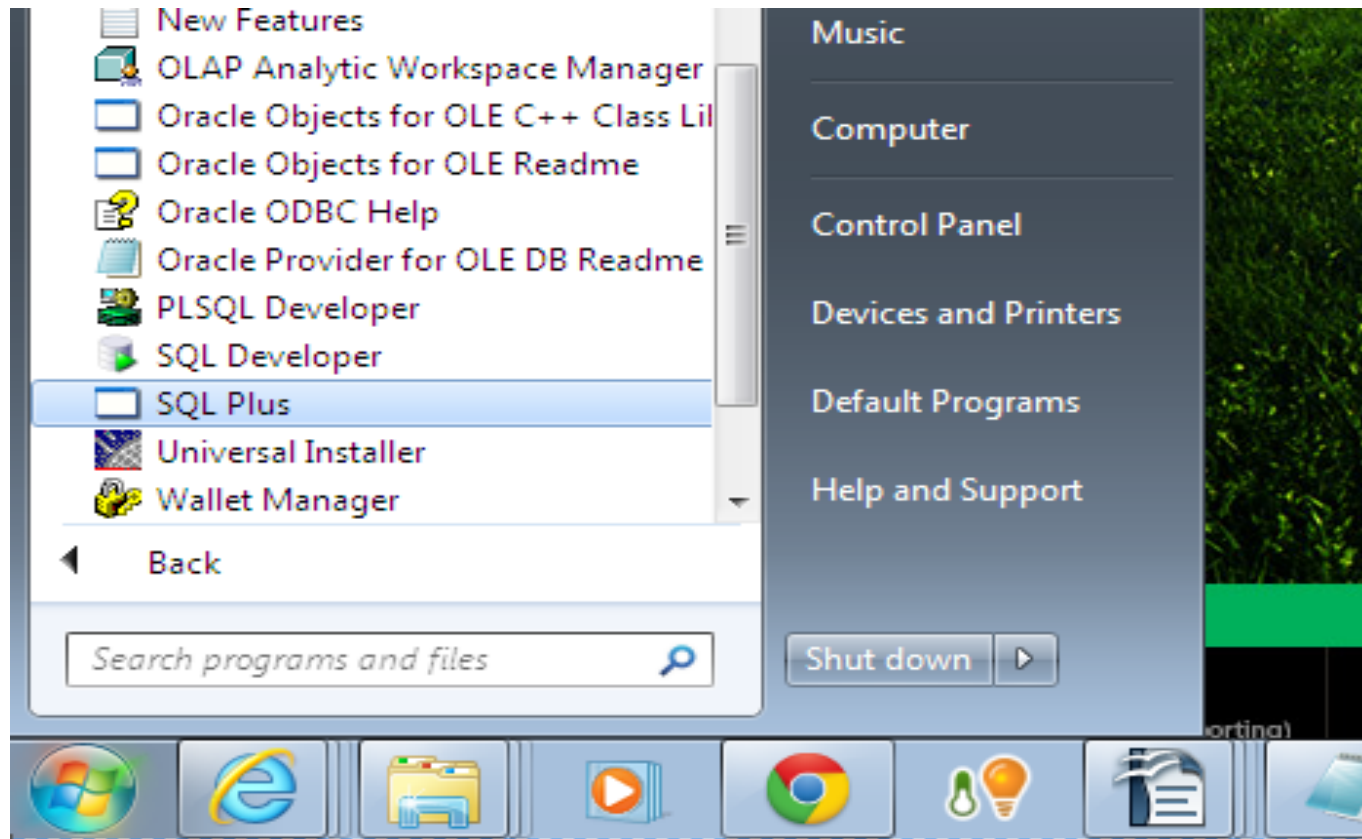 New Features
OLAP Analytic Workspace Manager
Oracle Objects for OLE C++ Class Lil
Oracle Objects for OLE Readme
Oracle ODBC Help
Oracle Provider for OLE DB Readme
PLSQL Developer
SQL Developer
SQL Plus
Universal Installer
Wallet Manager
Back
Search programs and files
Music
Computer
Control Panel
Devices and Printers
Default Programs
Help and Support
Shut down
orting)